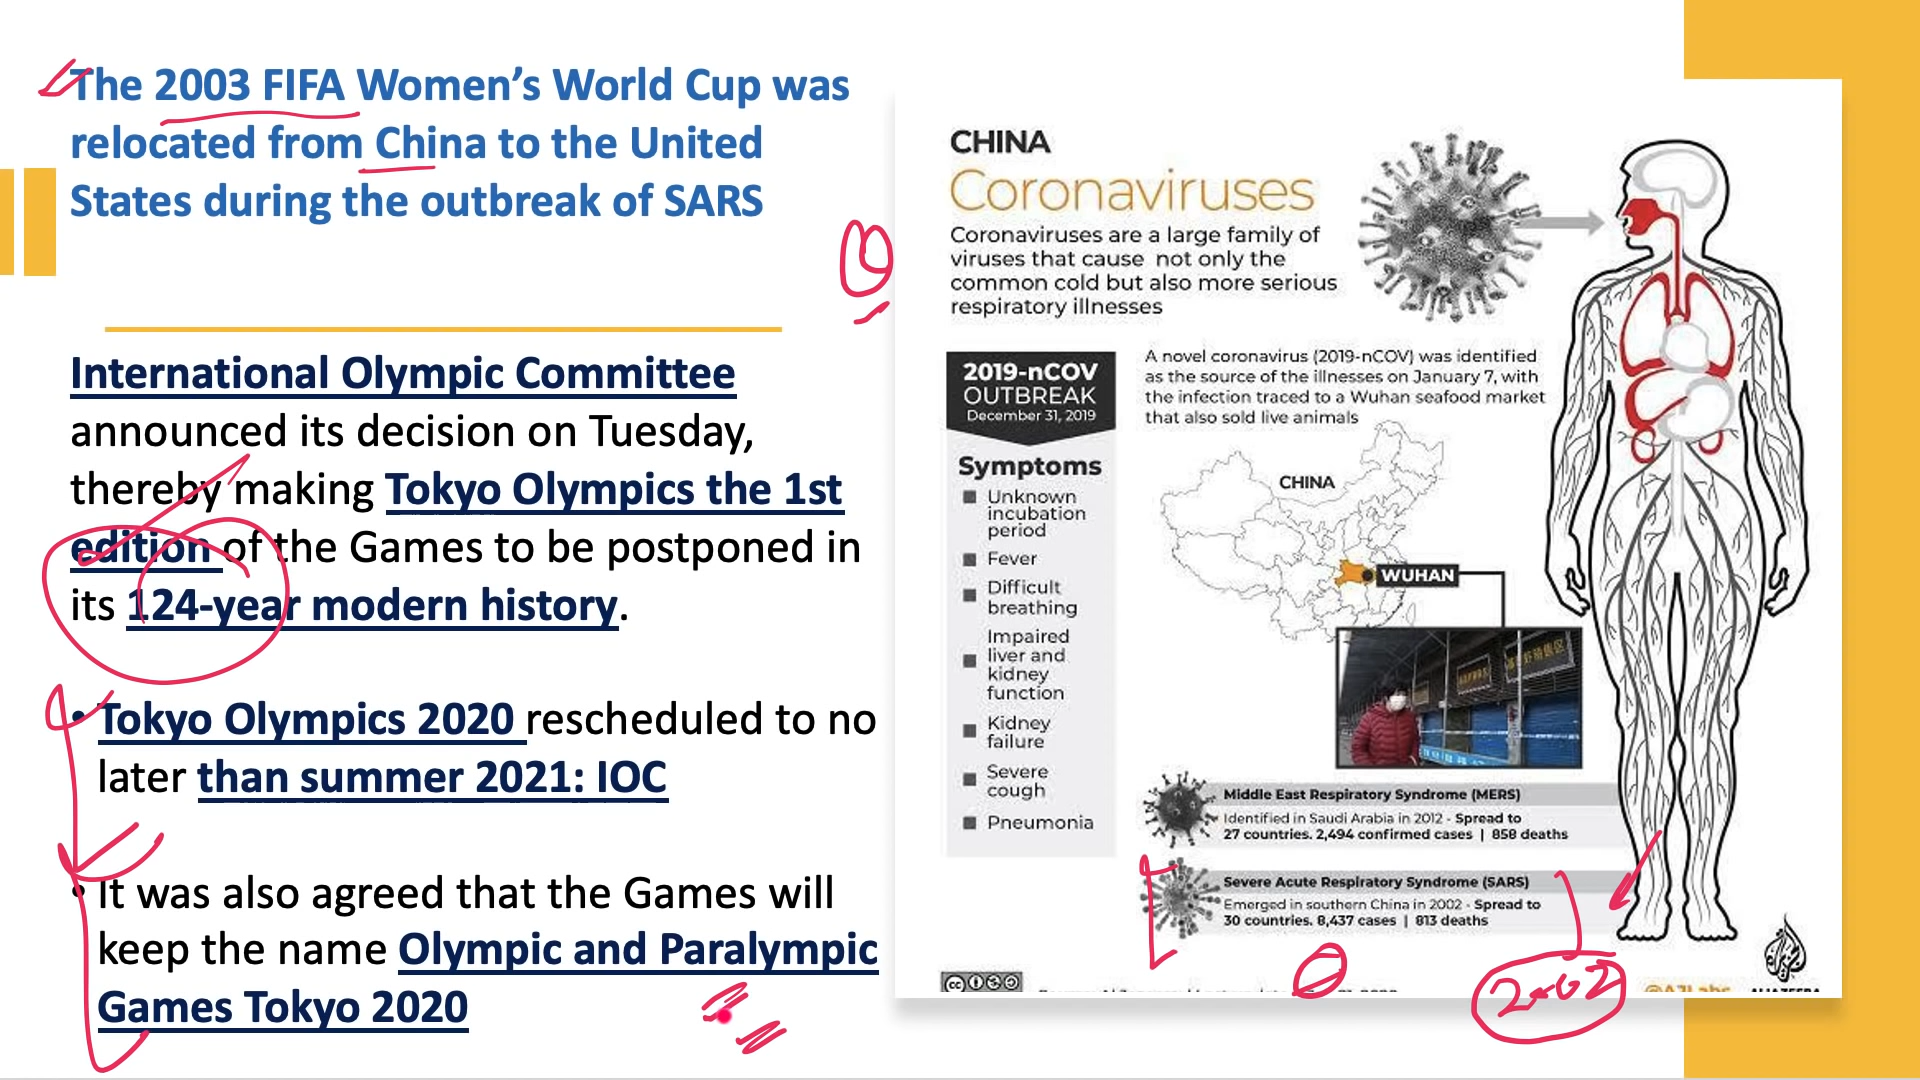 The 2003 FIFA Women's World Cup was
relocated from China to the United
States during the outbreak of SARS
International Olympic Committee
announced its decision on Tuesday,
thereby making Tokyo Olympics the 1st
edition of the Games to be postponed in
its 124-year modern history.
• Tokyo Olympics 2020 rescheduled to no
later than summer 2021: IOC
• It was also agreed that the Games will
keep the name Olympic and Paralympic
Games Tokyo 2020
CHINA
Coronaviruses
Coronaviruses are a large family of
viruses that cause not only the
common cold but also more serious
respiratory illnesses
2019-nCOV
OUTBREAK
December 31, 2019
Symptoms
Unknown
incubation
period
Fever
Difficult
breathing
Impaired
liver and
kidney
function
Kidney
failure
Severe
cough
Pneumonia
A novel coronavirus (2019-nCOV) was identified
as the source of the illnesses on January 7, with
the infection traced to a Wuhan seafood market
that also sold live animals
CHINA
WUHAN
Middle East Respiratory Syndrome (MERS)
Identified in Saudi Arabia in 2012 - Spread to
27 countries. 2,494 confirmed cases | 858 deaths
Severe Acute Respiratory Syndrome (SARS)
Emerged in southern China in 2002 - Spread to
30 countries. 8,437 cases | 813 deaths
2002
@AJLabs
ALJAZEERA